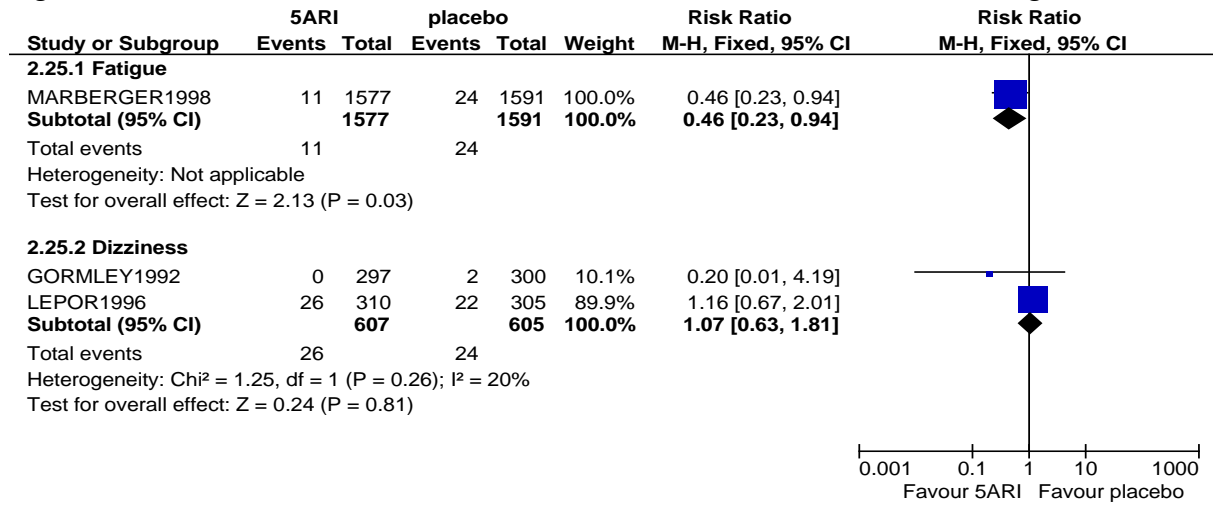 5ARI placebo Risk Ratio Risk Ratio
Study or Subgroup Events Total Events Total Weight M-H, Fixed, 95% CI M-H, Fixed, 95% CI
2.25.1 Fatigue
MARBERGER1998 11 1577 24 1591 100.0% 0.46 [0.23, 0.94]
Subtotal (95% CI) 1577 1591 100.0% 0.46 [0.23, 0.94]
Total events 11 24
Heterogeneity: Not applicable
Test for overall effect: Z = 2.13 (P = 0.03)
2.25.2 Dizziness
GORMLEY1992 0 297 2 300 10.1% 0.20 [0.01, 4.19]
LEPOR1996 26 310 22 305 89.9% 1.16 [0.67, 2.01]
Subtotal (95% CI) 607 605 100.0% 1.07 [0.63, 1.81]
Total events 26 24
Heterogeneity: Chi² = 1.25, df = 1 (P = 0.26); I² = 20%
Test for overall effect: Z = 0.24 (P = 0.81)
0.001 0.1 1 10 1000
Favour 5ARI Favour placebo